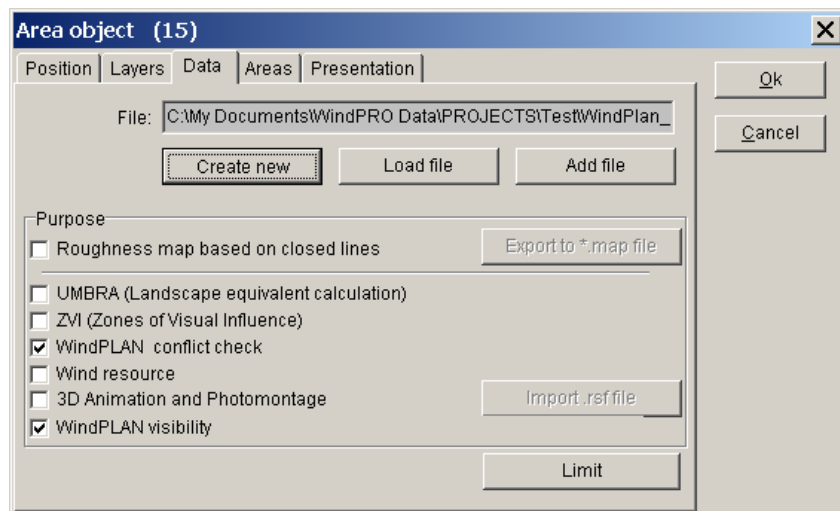 Area object (15)
Position Layers Data Areas Presentation
Ok
File: C:\My Documents\WindPRO Data\PROJECTS\Test\WindPlan_
Cancel
Create new Load file Add file
Purpose
Roughness map based on closed lines Export to *.map file
UMBRA (Landscape equivalent calculation)
ZVI (Zones of Visual Influence)
WindPLAN conflict check
Wind resource
3D Animation and Photomontage Import .rsf file
WindPLAN visibility
Limit